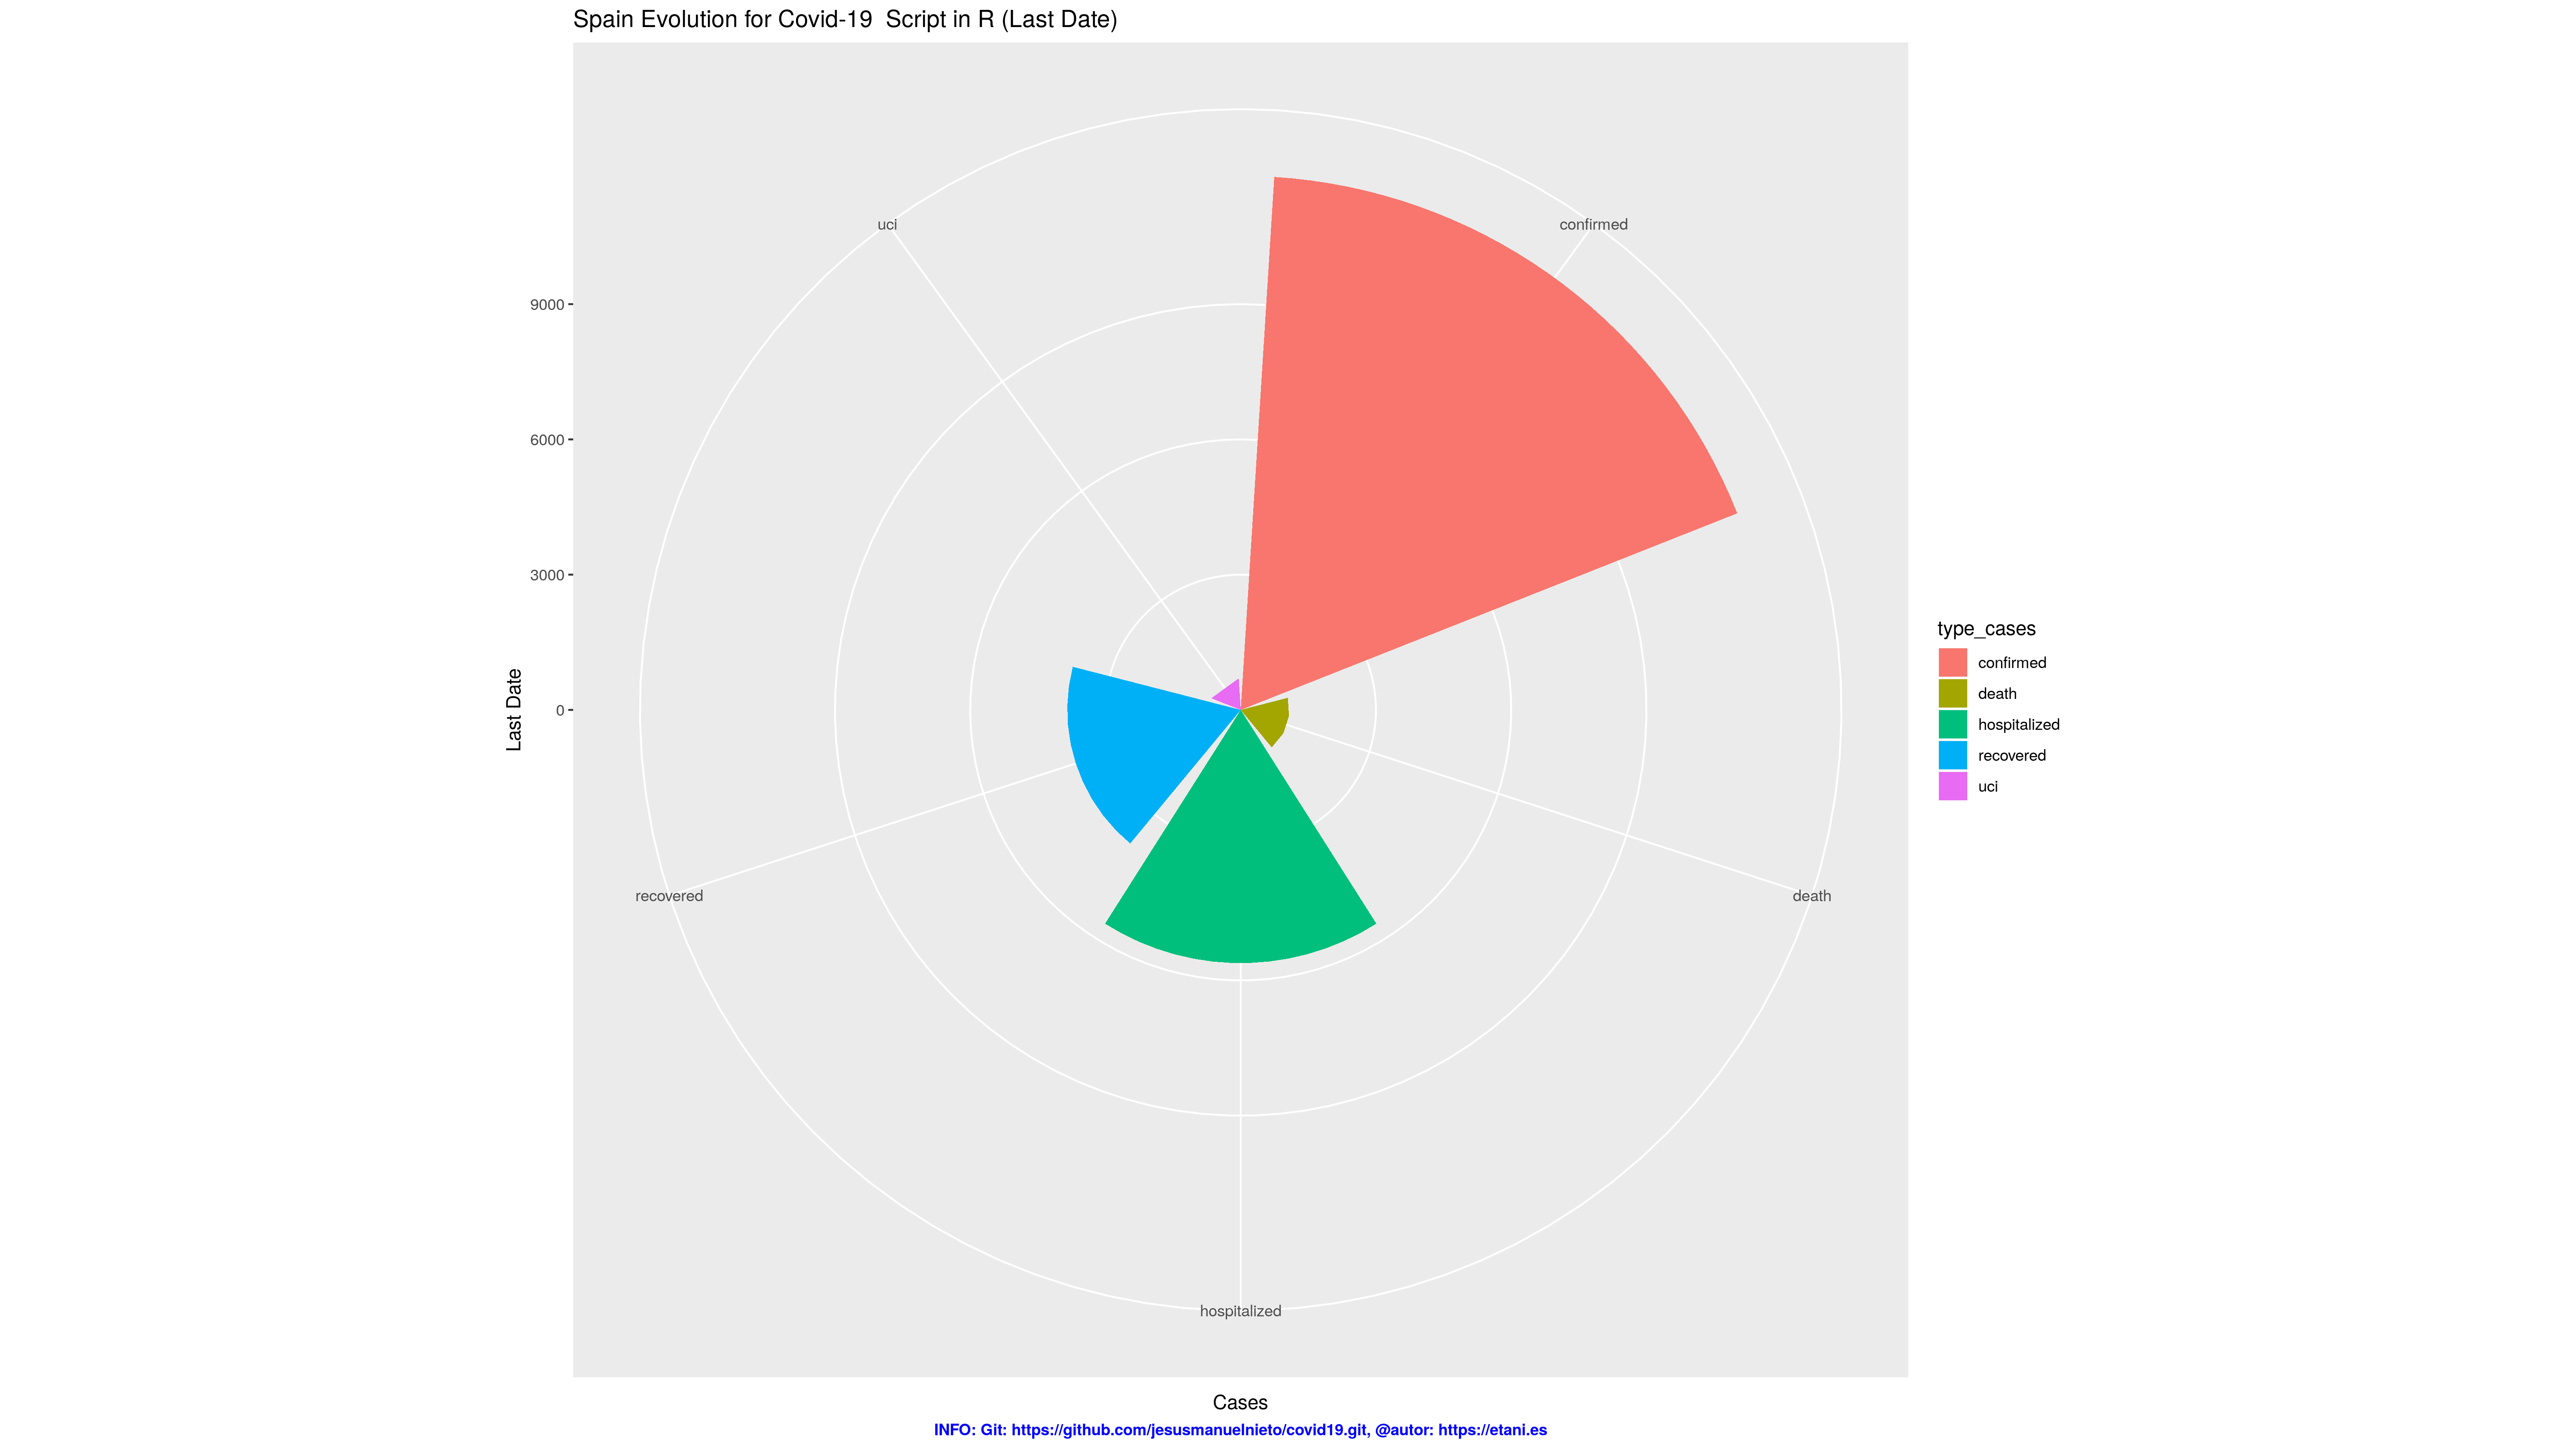 Spain Evolution for Covid-19  Script in R (Last Date)
uci
confirmed
9000
6000
3000
0
Last Date
recovered
death
hospitalized
type_cases
confirmed
death
hospitalized
recovered
uci
Cases
INFO: Git: https://github.com/jesusmanuelnieto/covid19.git, @autor: https://etani.es